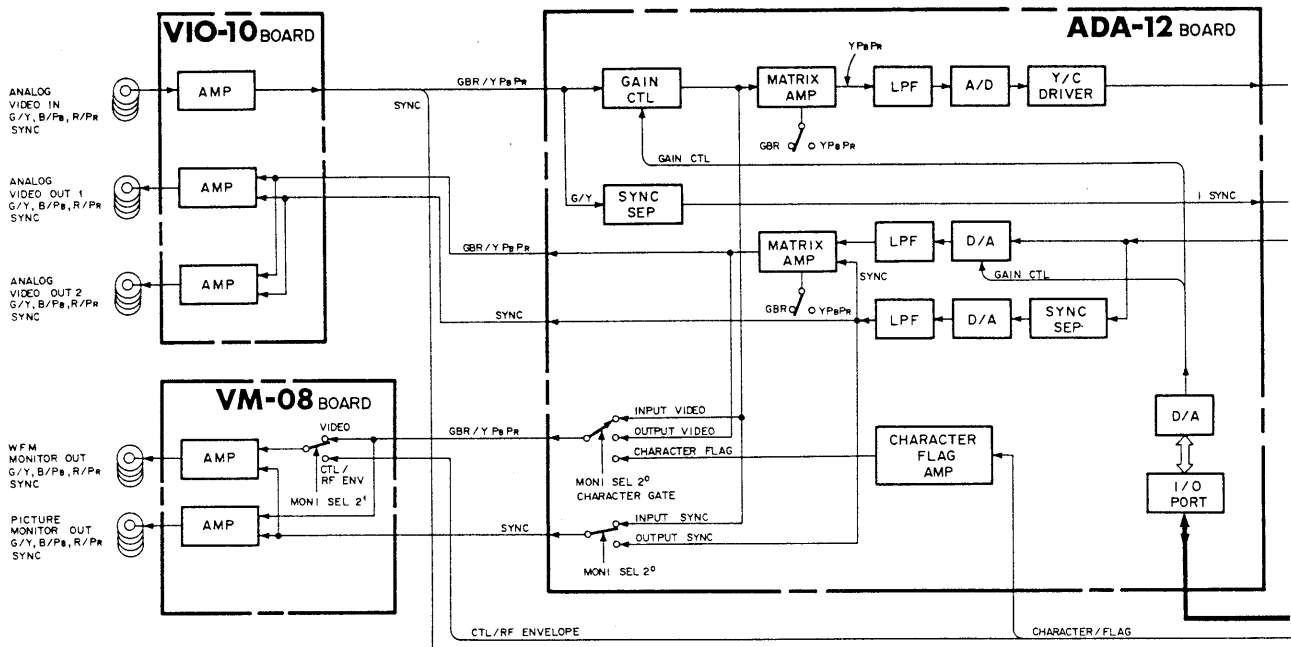 VIO-10 BOARD
ANALOG
VIDEO IN
G/Y, B/PB, R/PR
SYNC
AMP
ANALOG
VIDEO OUT 1
G/Y, B/PB, R/PR
SYNC
AMP
ANALOG
VIDEO OUT 2
G/Y, B/PB, R/PR
SYNC
AMP
GBR/YPBPR
SYNC
GBR/YPBPR
SYNC
ADA-12 BOARD
GAIN
CTL
MATRIX
AMP
YPBPR
LPF
A/D
Y/C
DRIVER
GBR
YPBPR
GAIN CTL
G/Y
SYNC
SEP
I SYNC
MATRIX
AMP
LPF
D/A
SYNC
GAIN CTL
GBR
YPBPR
LPF
D/A
SYNC
SEP
INPUT VIDEO
OUTPUT VIDEO
CHARACTER FLAG
MONI SEL 2⁰
CHARACTER GATE
CHARACTER
FLAG
AMP
D/A
I/O
PORT
INPUT SYNC
OUTPUT SYNC
MONI SEL 2⁰
VM-08 BOARD
WFM
MONITOR OUT
G/Y, B/PB, R/PR
SYNC
AMP
VIDEO
CTL/
RF ENV
MONI SEL 2¹
GBR/YPBPR
PICTURE
MONITOR OUT
G/Y, B/PB, R/PR
SYNC
AMP
SYNC
CTL/RF ENVELOPE
CHARACTER/FLAG